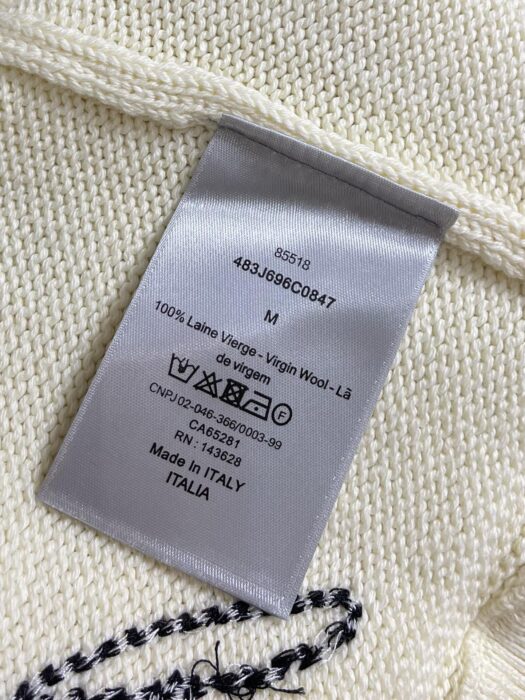 85518
483J696C0847
M
100% Laine Vierge - Virgin Wool - Lã
de virgem
F
CNPJ 02-046-366/0003-99
CA65281
RN : 143628
Made In ITALY
ITALIA